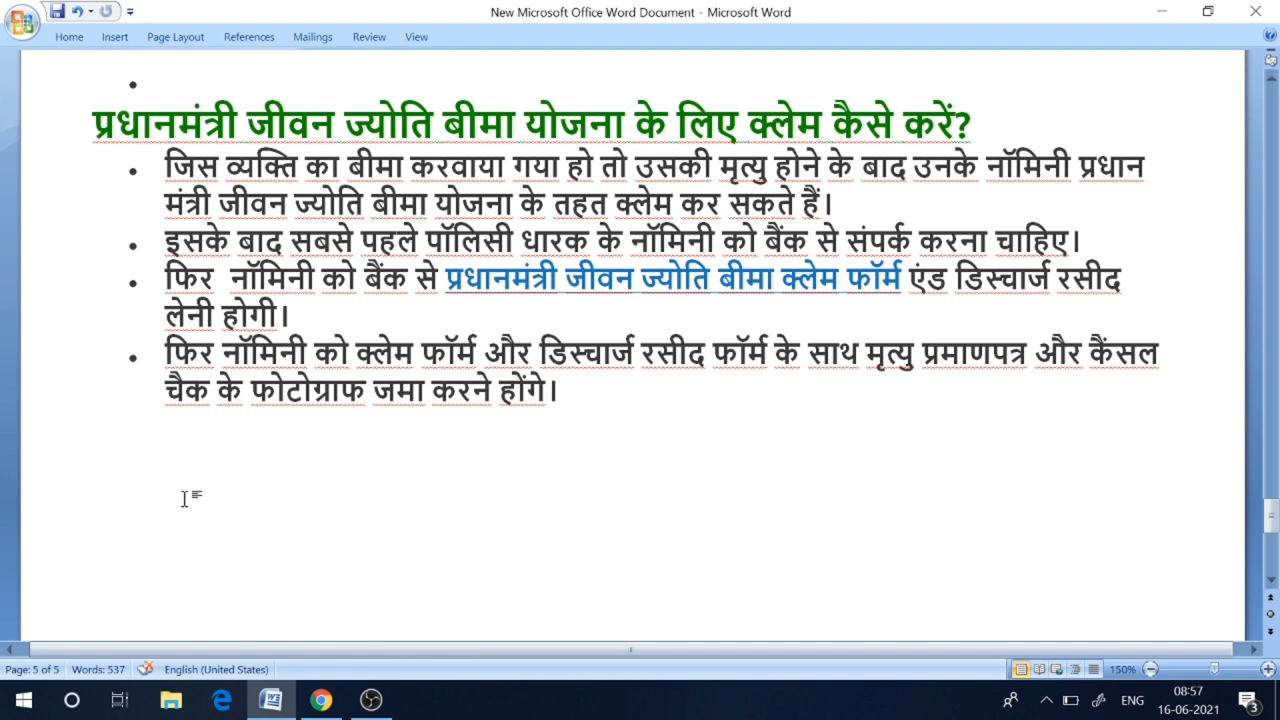 New Microsoft Office Word Document - Microsoft Word
Home Insert Page Layout References Mailings Review View
प्रधानमंत्री जीवन ज्योति बीमा योजना के लिए क्लेम कैसे करें?
जिस व्यक्ति का बीमा करवाया गया हो तो उसकी मृत्यु होने के बाद उनके नॉमिनी प्रधान
मंत्री जीवन ज्योति बीमा योजना के तहत क्लेम कर सकते हैं।
इसके बाद सबसे पहले पॉलिसी धारक के नॉमिनी को बैंक से संपर्क करना चाहिए।
फिर नॉमिनी को बैंक से प्रधानमंत्री जीवन ज्योति बीमा क्लेम फॉर्म एंड डिस्चार्ज रसीद
लेनी होगी।
फिर नॉमिनी को क्लेम फॉर्म और डिस्चार्ज रसीद फॉर्म के साथ मृत्यु प्रमाणपत्र और कैंसल
चैक के फोटोग्राफ जमा करने होंगे।
Page: 5 of 5 Words: 537 English (United States) 150%
ENG 08:57
16-06-2021 3